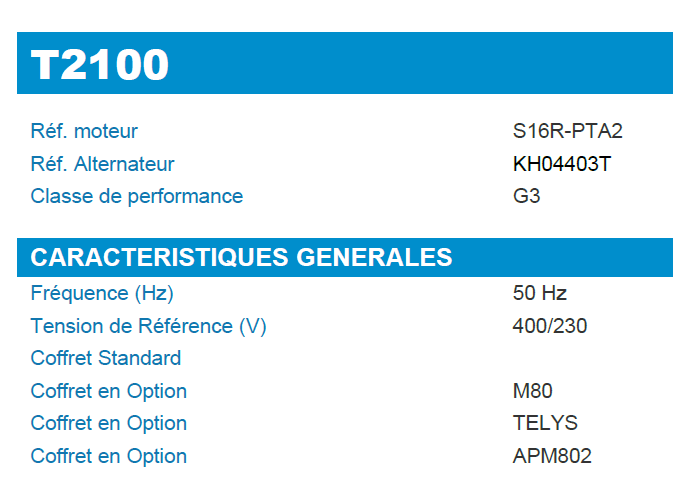 T2100
Réf. moteur S16R-PTA2
Réf. Alternateur KH04403T
Classe de performance G3
CARACTERISTIQUES GENERALES
Fréquence (Hz) 50 Hz
Tension de Référence (V) 400/230
Coffret Standard
Coffret en Option M80
Coffret en Option TELYS
Coffret en Option APM802